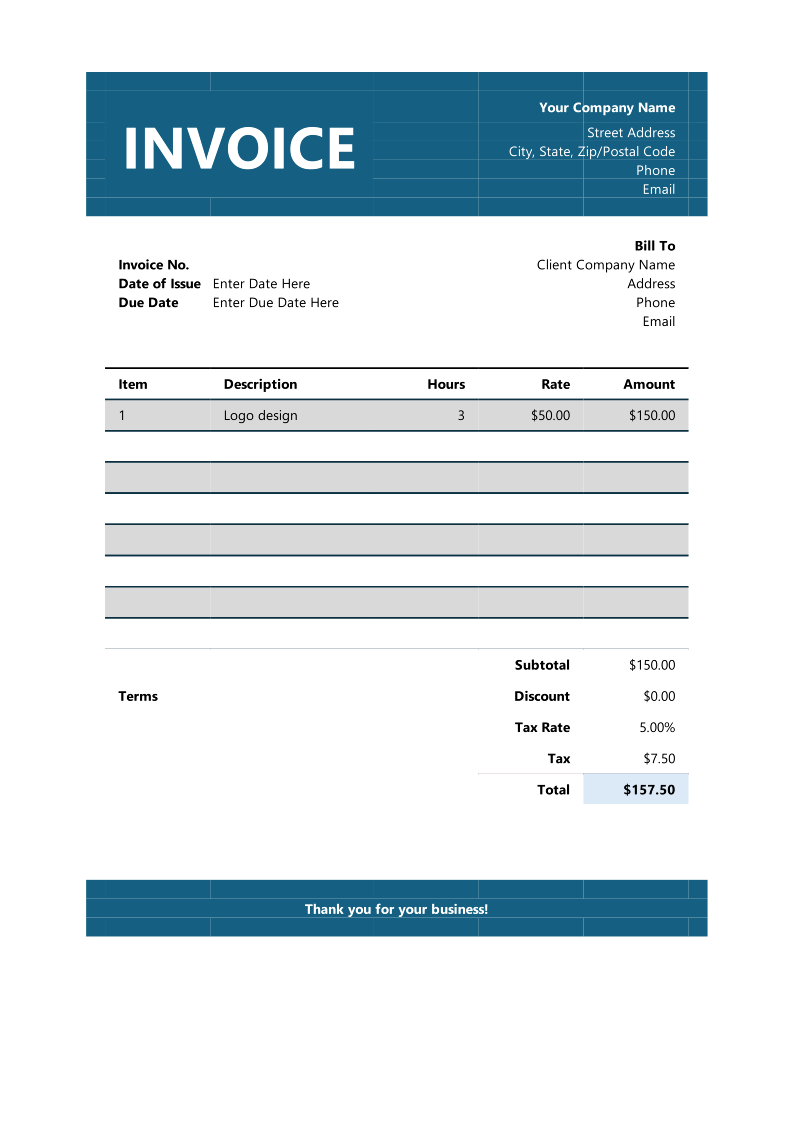 INVOICE
Your Company Name
Street Address
City, State, Zip/Postal Code
Phone
Email
Bill To
Invoice No.
Client Company Name
Date of Issue Enter Date Here
Address
Due Date Enter Due Date Here
Phone
Email
Item Description Hours Rate Amount
1 Logo design 3 $50.00 $150.00
Subtotal $150.00
Terms
Discount $0.00
Tax Rate 5.00%
Tax $7.50
Total $157.50
Thank you for your business!